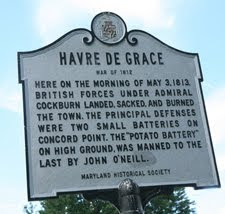 HAVRE DE GRACE
WAR OF 1812
HERE ON THE MORNING OF MAY 3, 1813,
BRITISH FORCES UNDER ADMIRAL
COCKBURN LANDED, SACKED, AND BURNED
THE TOWN. THE PRINCIPAL DEFENSES
WERE TWO SMALL BATTERIES ON
CONCORD POINT. THE "POTATO BATTERY"
ON HIGH GROUND, WAS MANNED TO THE
LAST BY JOHN O'NEILL.
MARYLAND HISTORICAL SOCIETY